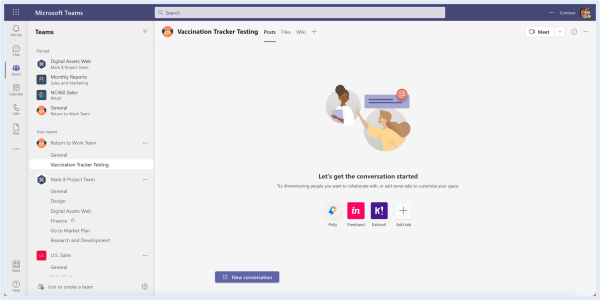 Microsoft Teams
Search
Contoso
Activity
Chat
Teams
Calendar
Calls
Files
Apps
Help
Teams
Pinned
Digital Assets Web
Mark 8 Project Team
Monthly Reports
Sales and Marketing
NC460 Sales
Retail
General
Return to Work Team
Your teams
Return to Work Team
General
Vaccination Tracker Testing
Mark 8 Project Team
General
Design
Digital Assets Web
Finance
Go to Market Plan
Research and Development
U.S. Sales
General
Join or create a team
Vaccination Tracker Testing
Posts
Files
Wiki
Meet
Let's get the conversation started
Try @mentioning people you want to collaborate with, or add some tabs to customize your space.
in
K!
Polly
Freehand
Kahoot!
Add tab
New conversation